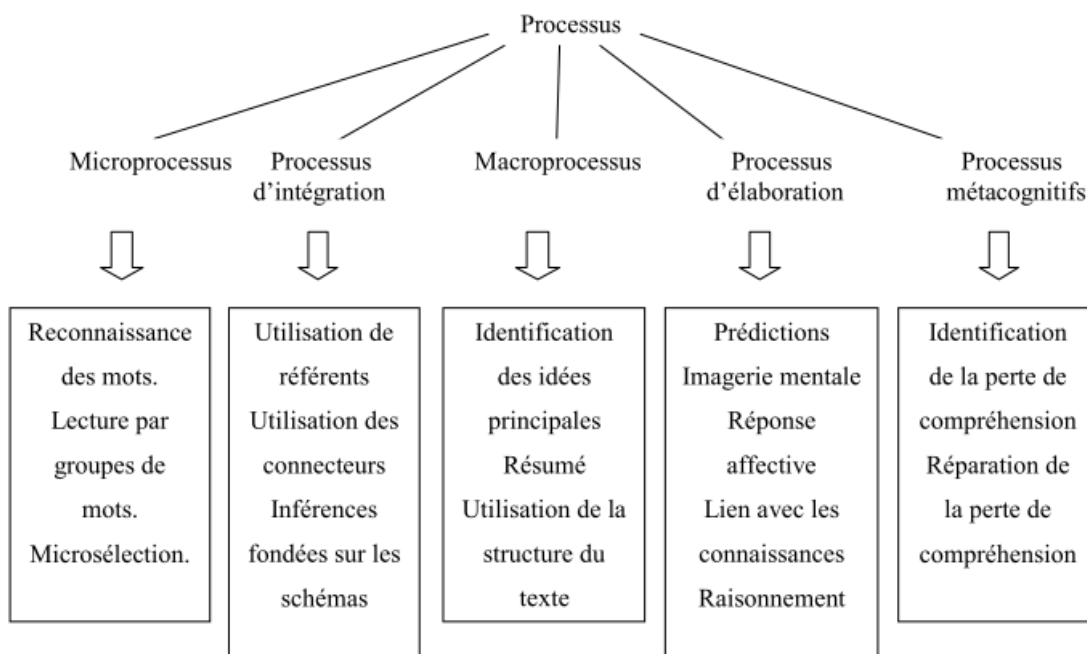 Processus
Microprocessus
Processus
d'intégration
Macroprocessus
Processus
d'élaboration
Processus
métacognitifs
Reconnaissance
des mots.
Lecture par
groupes de
mots.
Microsélection.
Utilisation de
référents
Utilisation des
connecteurs
Inférences
fondées sur les
schémas
Identification
des idées
principales
Résumé
Utilisation de la
structure du
texte
Prédictions
Imagerie mentale
Réponse
affective
Lien avec les
connaissances
Raisonnement
Identification
de la perte de
compréhension
Réparation de
la perte de
compréhension